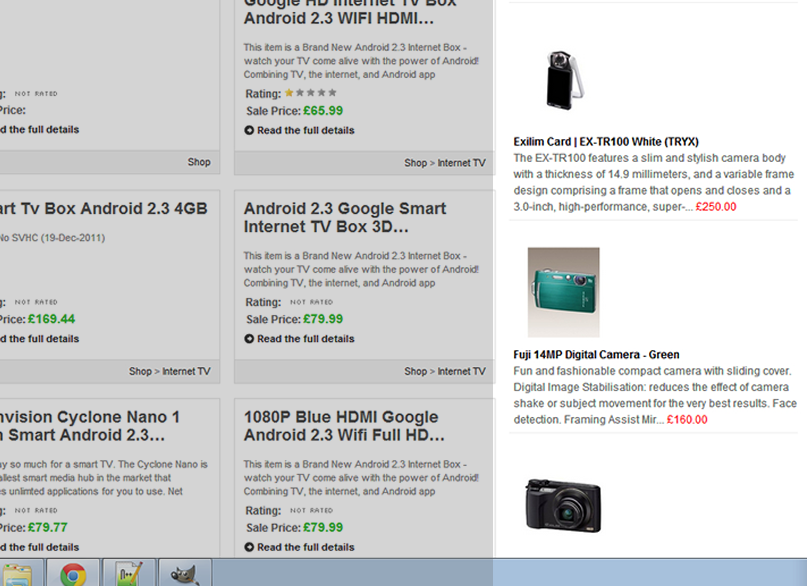 Google HD Internet TV Box
Android 2.3 WIFI HDMI...
This item is a Brand New Android 2.3 Internet Box -
watch your TV come alive with the power of Android!
Combining TV, the internet, and Android app
Rating:
Sale Price: £65.99
Read the full details
Shop > Internet TV
g: NOT RATED
Price:
d the full details
Shop
art Tv Box Android 2.3 4GB
No SVHC (19-Dec-2011)
g: NOT RATED
Price: £169.44
d the full details
Shop > Internet TV
Android 2.3 Google Smart
Internet TV Box 3D...
This item is a Brand New Android 2.3 Internet Box -
watch your TV come alive with the power of Android!
Combining TV, the internet, and Android app
Rating: NOT RATED
Sale Price: £79.99
Read the full details
Shop > Internet TV
nvision Cyclone Nano 1
n Smart Android 2.3...
ay so much for a smart TV. The Cyclone Nano is
allest smart media hub in the market that
es unlimted applications for you to use. Net
g: NOT RATED
Price: £79.77
d the full details
1080P Blue HDMI Google
Android 2.3 Wifi Full HD...
This item is a Brand New Android 2.3 Internet Box -
watch your TV come alive with the power of Android!
Combining TV, the internet, and Android app
Rating: NOT RATED
Sale Price: £79.99
Read the full details
Exilim Card | EX-TR100 White (TRYX)
The EX-TR100 features a slim and stylish camera body
with a thickness of 14.9 millimeters, and a variable frame
design comprising a frame that opens and closes and a
3.0-inch, high-performance, super-... £250.00
Fuji 14MP Digital Camera - Green
Fun and fashionable compact camera with sliding cover.
Digital Image Stabilisation: reduces the effect of camera
shake or subject movement for the very best results. Face
detection. Framing Assist Mir... £160.00